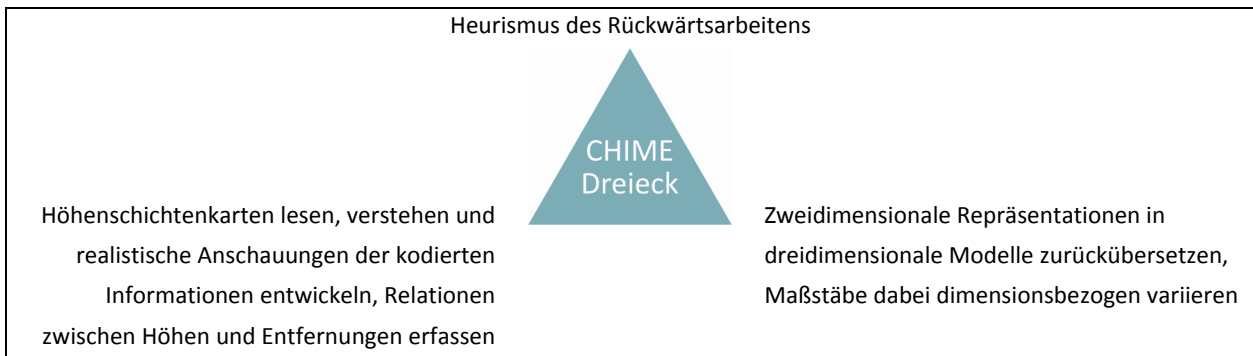 Heurismus des Rückwärtsarbeitens
CHIME
Dreieck
Höhenschichtenkarten lesen, verstehen und
realistische Anschauungen der kodierten
Informationen entwickeln, Relationen
zwischen Höhen und Entfernungen erfassen
Zweidimensionale Repräsentationen in
dreidimensionale Modelle zurückübersetzen,
Maßstäbe dabei dimensionsbezogen variieren